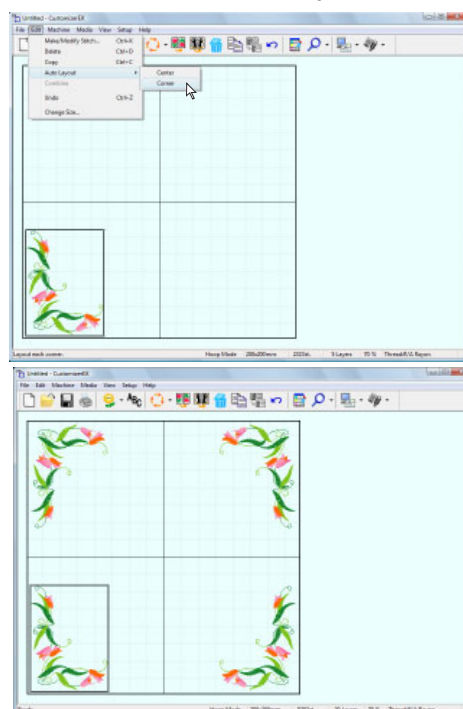 Untitled - Customizer EX
File Edit Machine Media View Setup Help
Make/Modify Stitch... Ctrl+K
Delete Ctrl+D
Copy Ctrl+C
Auto Layout
Center
Corner
Combine
Undo Ctrl+Z
Change Size...
Layout each corner.
Hoop Mode 200x200mm
9 Layers
Untitled - CustomizerEX
File Edit Machine Media View Setup Help
ABC